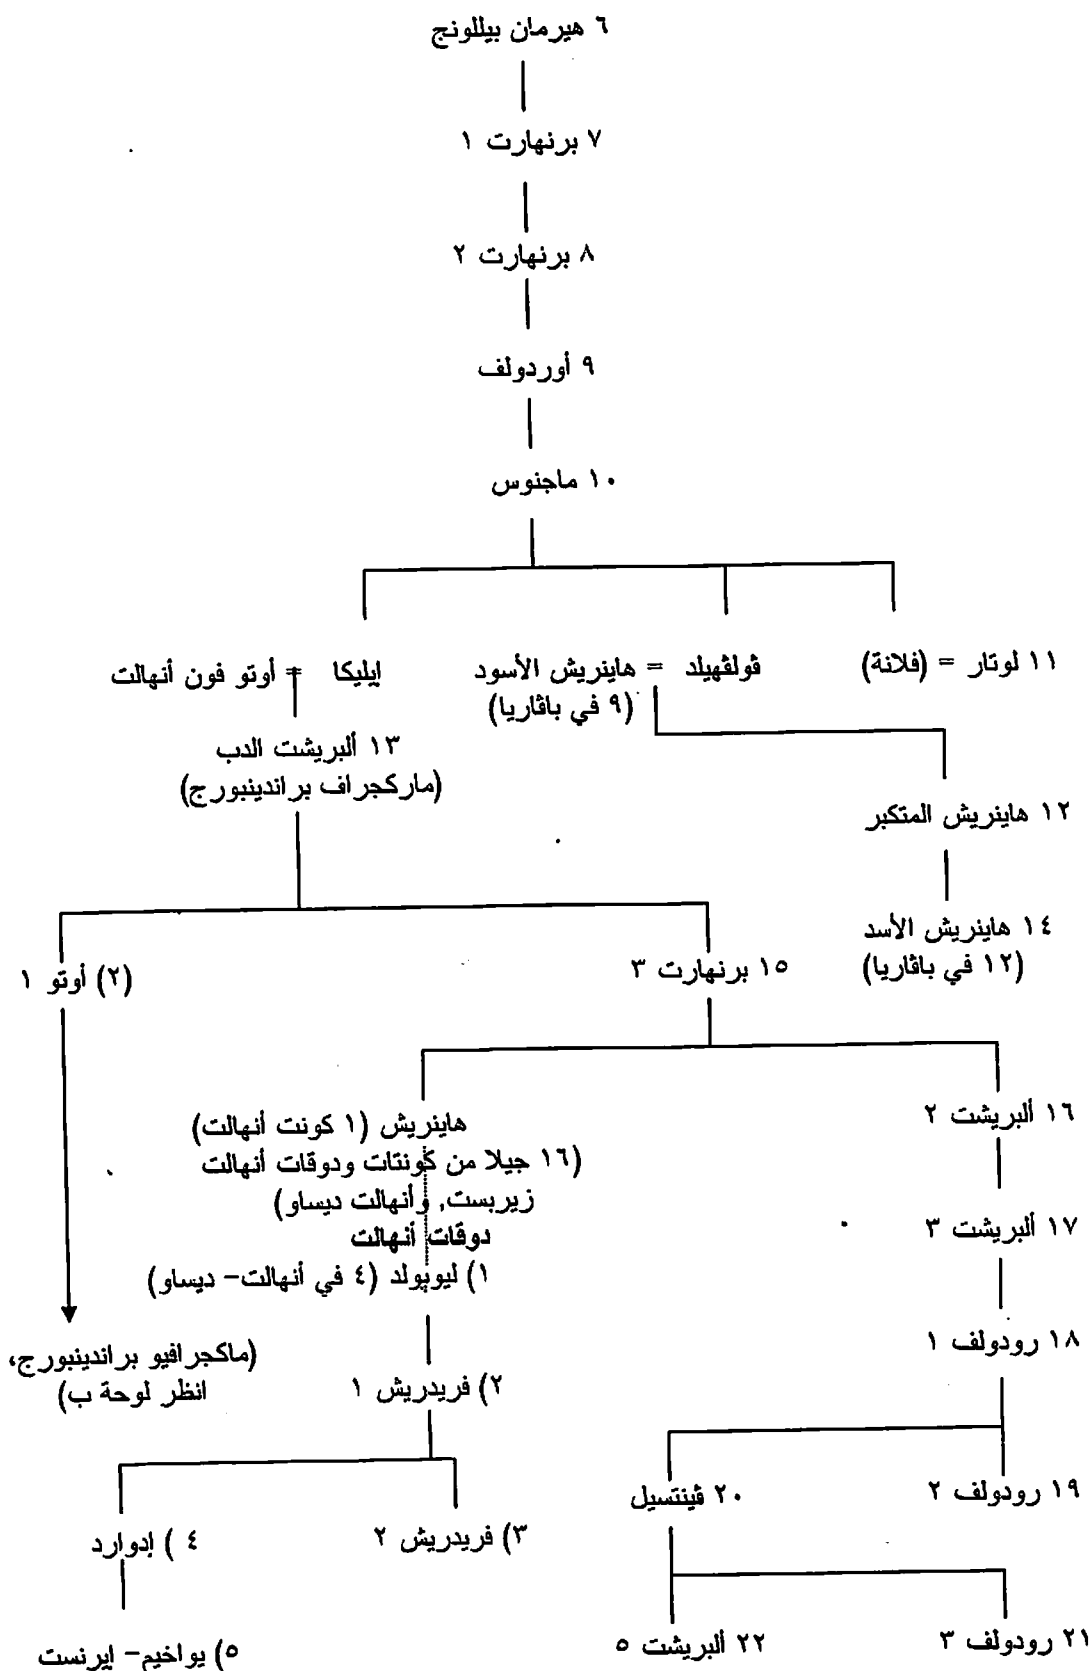 ٦ هيرمان بيللونج
٧ برنهارت ١
٨ برنهارت ٢
٩ أوردولف
١٠ ماجنوس
١١ لوتار = (فلانة)
ڤولڤهيلد = هاينريش الأسود
(٩ في باڤاريا)
إيليكا = أوتو فون أنهالت
١٣ ألبريشت الدب
(ماركجراف براندينبورج)
١٢ هاينريش المتكبر
١٤ هاينريش الأسد
(١٢ في باڤاريا)
١٥ برنهارت ٣
(٢) أوتو ١
١٦ ألبريشت ٢
هاينريش (١ كونت أنهالت)
(١٦ جيلا من كونتات ودوقات أنهالت
زيربست, وأنهالت ديساو)
دوقات أنهالت
١) ليوبولد (٤ في أنهالت- ديساو)
١٧ ألبريشت ٣
١٨ رودولف ١
(ماكجرافيو براندينبورج،
انظر لوحة ب)
٢) فريدريش ١
١٩ رودولف ٢
٢٠ ڤينتسيل
٣) فريدريش ٢
٤ ) إدوارد
٢١ رودولف ٣
٢٢ ألبريشت ٥
٥) يواخيم- إيرنست